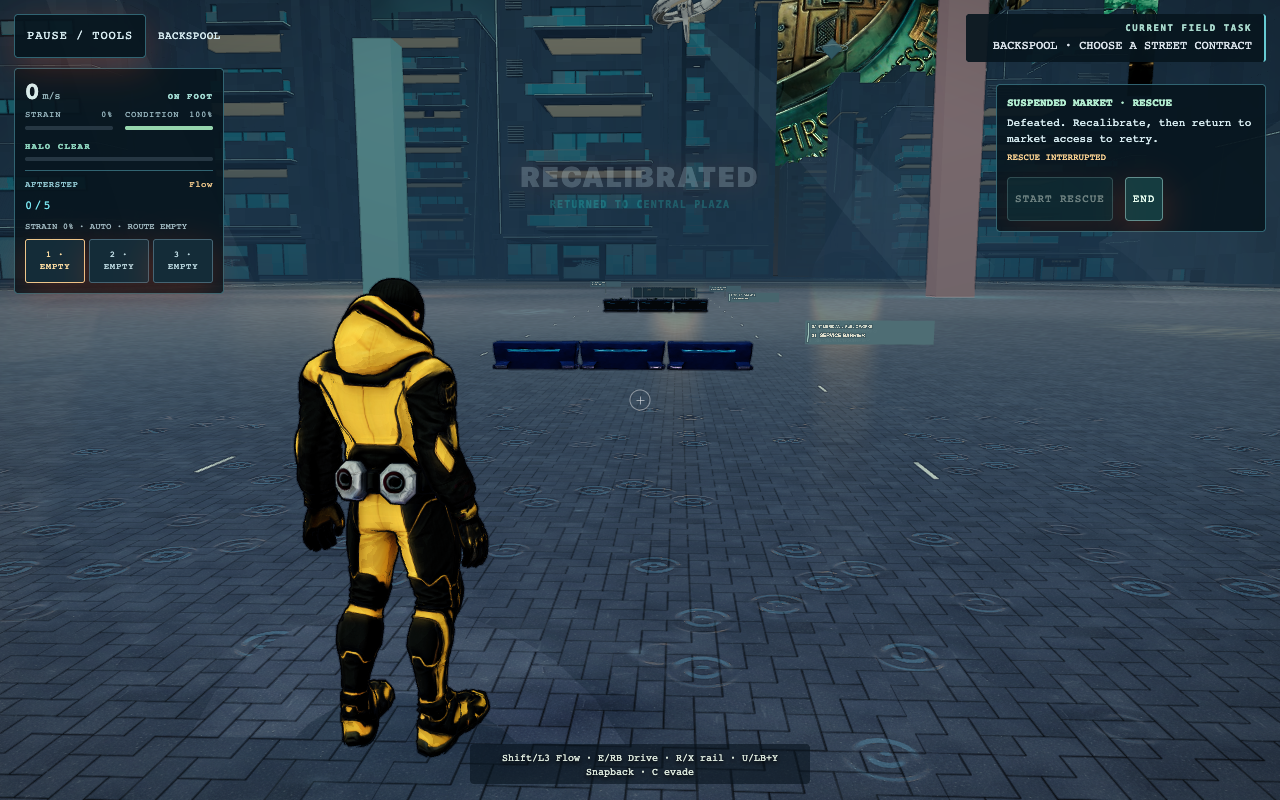 PAUSE / TOOLS
BACKSPOOL
0 m/s
ON FOOT
STRAIN 0%
CONDITION 100%
HALO CLEAR
AFTERSTEP
Flow
0/5
STRAIN 0% · AUTO · ROUTE EMPTY
1 · EMPTY
2 · EMPTY
3 · EMPTY
CURRENT FIELD TASK
BACKSPOOL · CHOOSE A STREET CONTRACT
SUSPENDED MARKET · RESCUE
Defeated. Recalibrate, then return to
market access to retry.
RESCUE INTERRUPTED
START RESCUE
END
FIRS
RECALIBRATED
RETURNED TO CENTRAL PLAZA
Shift/L3 Flow · E/RB Drive · R/X rail · U/LB+Y
Snapback · C evade